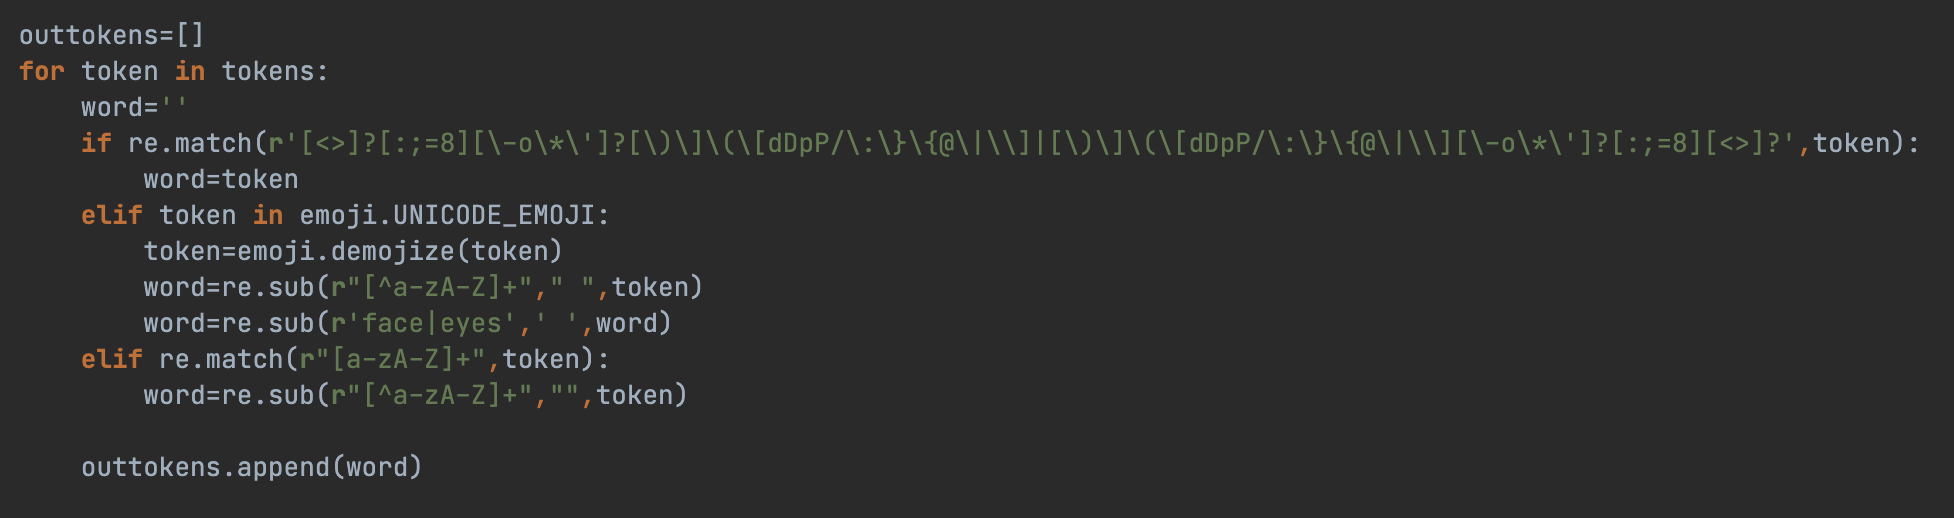 outtokens=[]
for token in tokens:
    word=''
    if re.match(r'[<>]?[:;=8][\-o\*\']?[\)\]\(\[dDpP/\:\}\{@\|\\]|[\)\]\(\[dDpP/\:\}\{@\|\\][\-o\*\']?[:;=8][<>]?',token):
        word=token
    elif token in emoji.UNICODE_EMOJI:
        token=emoji.demojize(token)
        word=re.sub(r"[^a-zA-Z]+"," ",token)
        word=re.sub(r'face|eyes',' ',word)
    elif re.match(r"[a-zA-Z]+",token):
        word=re.sub(r"[^a-zA-Z]+","",token)

    outtokens.append(word)